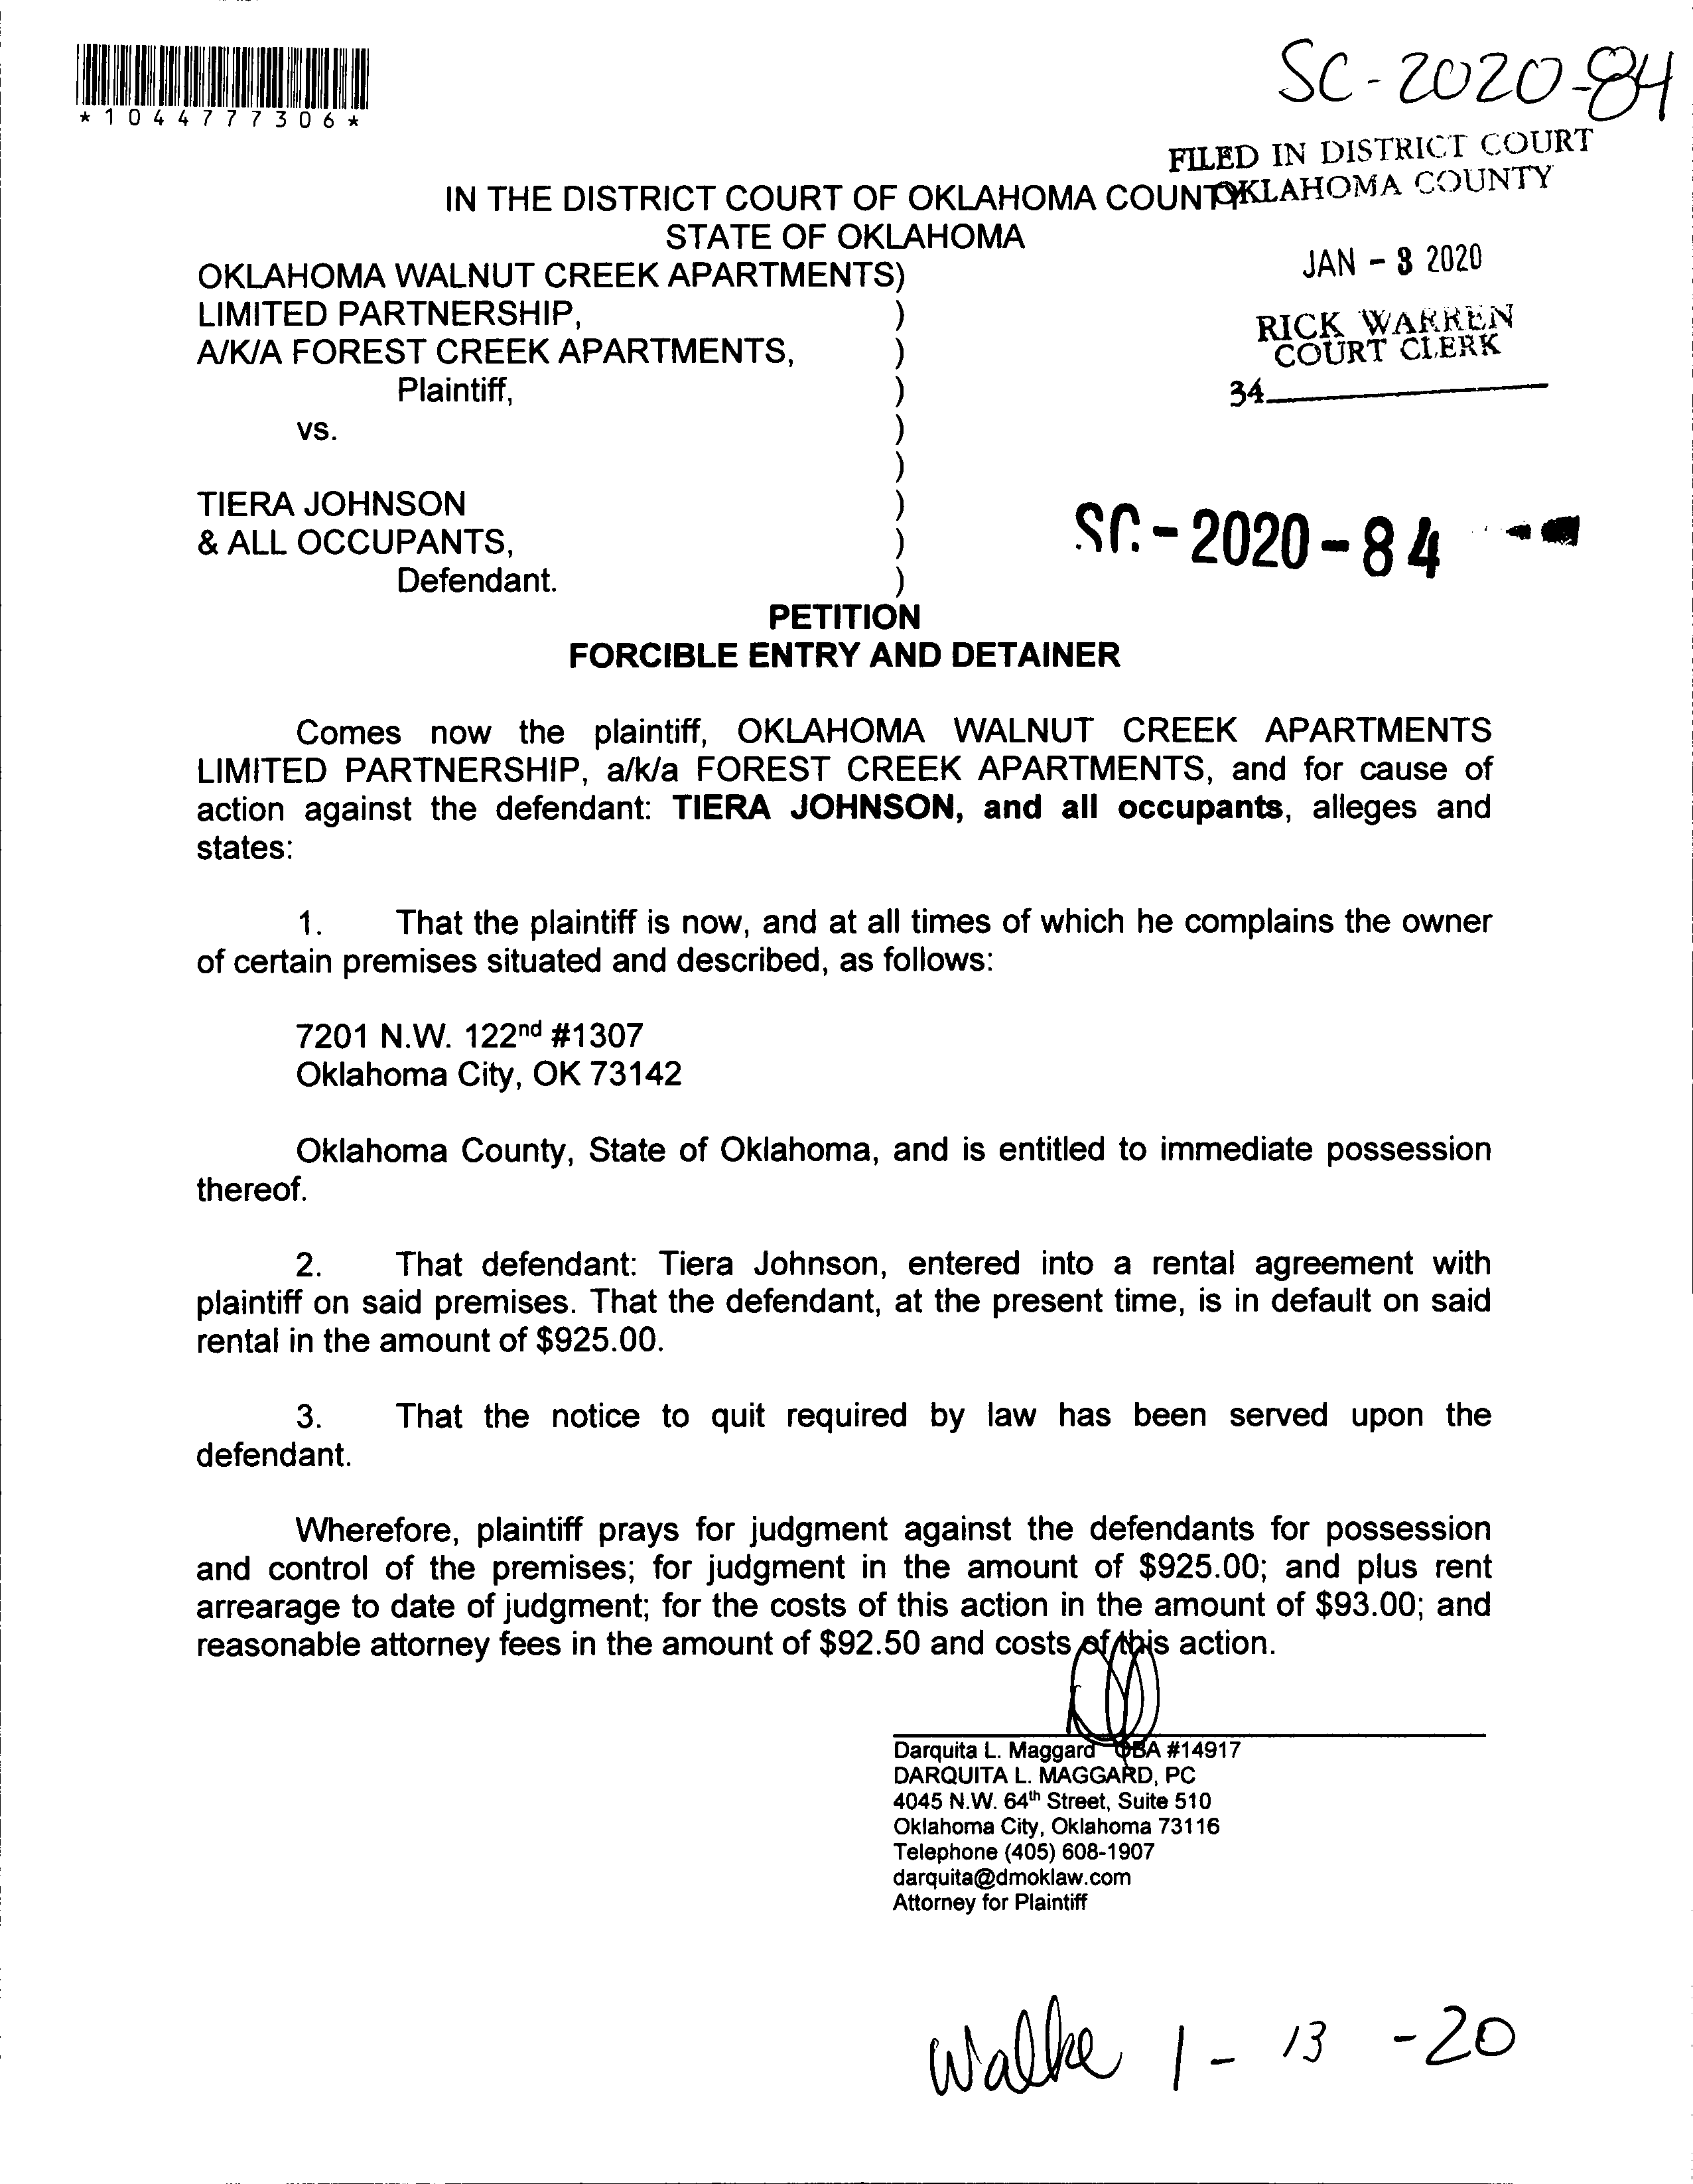 *1044777306*
SC-2020-84
FILED IN DISTRICT COURT
OKLAHOMA COUNTY
IN THE DISTRICT COURT OF OKLAHOMA COUNTY
STATE OF OKLAHOMA
JAN - 3 2020
RICK WARREN
COURT CLERK
34
OKLAHOMA WALNUT CREEK APARTMENTS)
LIMITED PARTNERSHIP, )
A/K/A FOREST CREEK APARTMENTS, )
Plaintiff, )
vs. )
)
TIERA JOHNSON )
& ALL OCCUPANTS, )
Defendant. )
SC-2020-84
PETITION
FORCIBLE ENTRY AND DETAINER
Comes now the plaintiff, OKLAHOMA WALNUT CREEK APARTMENTS
LIMITED PARTNERSHIP, a/k/a FOREST CREEK APARTMENTS, and for cause of
action against the defendant: TIERA JOHNSON, and all occupants, alleges and
states:
1. That the plaintiff is now, and at all times of which he complains the owner
of certain premises situated and described, as follows:
7201 N.W. 122nd #1307
Oklahoma City, OK 73142
Oklahoma County, State of Oklahoma, and is entitled to immediate possession
thereof.
2. That defendant: Tiera Johnson, entered into a rental agreement with
plaintiff on said premises. That the defendant, at the present time, is in default on said
rental in the amount of $925.00.
3. That the notice to quit required by law has been served upon the
defendant.
Wherefore, plaintiff prays for judgment against the defendants for possession
and control of the premises; for judgment in the amount of $925.00; and plus rent
arrearage to date of judgment; for the costs of this action in the amount of $93.00; and
reasonable attorney fees in the amount of $92.50 and costs of this action.
Darquita L. Maggard OBA #14917
DARQUITA L. MAGGARD, PC
4045 N.W. 64th Street, Suite 510
Oklahoma City, Oklahoma 73116
Telephone (405) 608-1907
darquita@dmoklaw.com
Attorney for Plaintiff
Walke 1-13-20